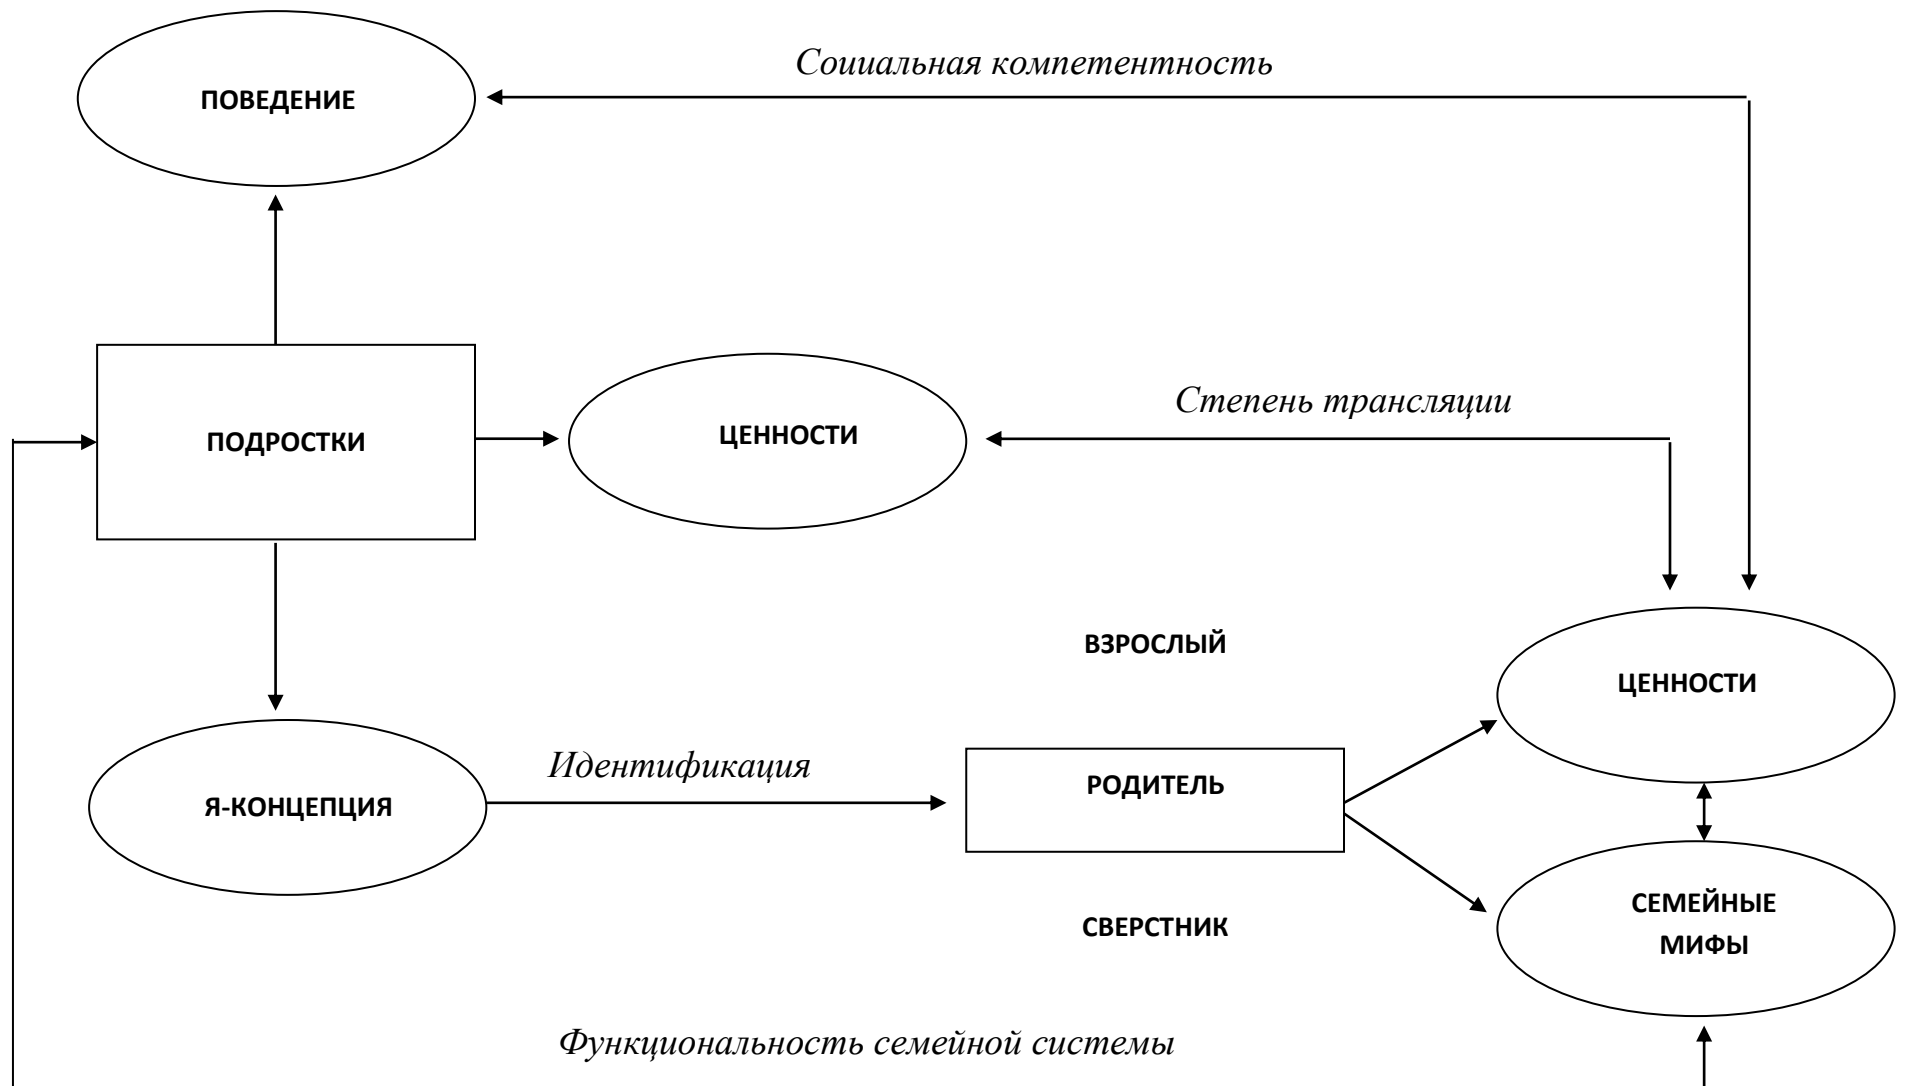 Социальная компетентность
ПОВЕДЕНИЕ
Степень трансляции
ПОДРОСТКИ
ЦЕННОСТИ
ВЗРОСЛЫЙ
ЦЕННОСТИ
Идентификация
РОДИТЕЛЬ
Я-КОНЦЕПЦИЯ
СЕМЕЙНЫЕ
МИФЫ
СВЕРСТНИК
Функциональность семейной системы